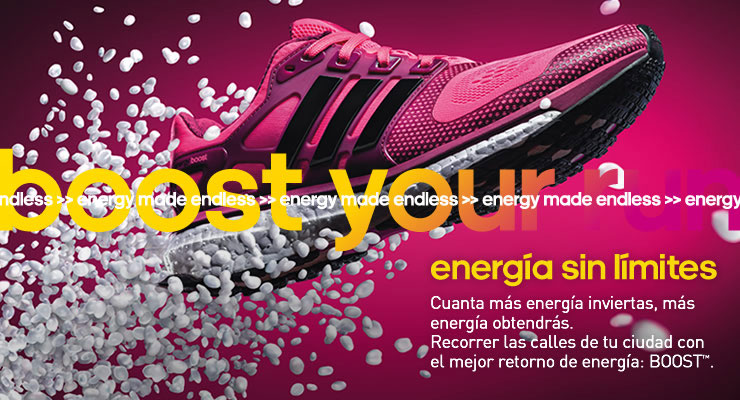 boost
boost your run
ndless >> energy made endless >> energy made endless >> energy made endless >> energy
energía sin límites
Cuanta más energía inviertas, más
energía obtendrás.
Recorrer las calles de tu ciudad con
el mejor retorno de energía: BOOST™.